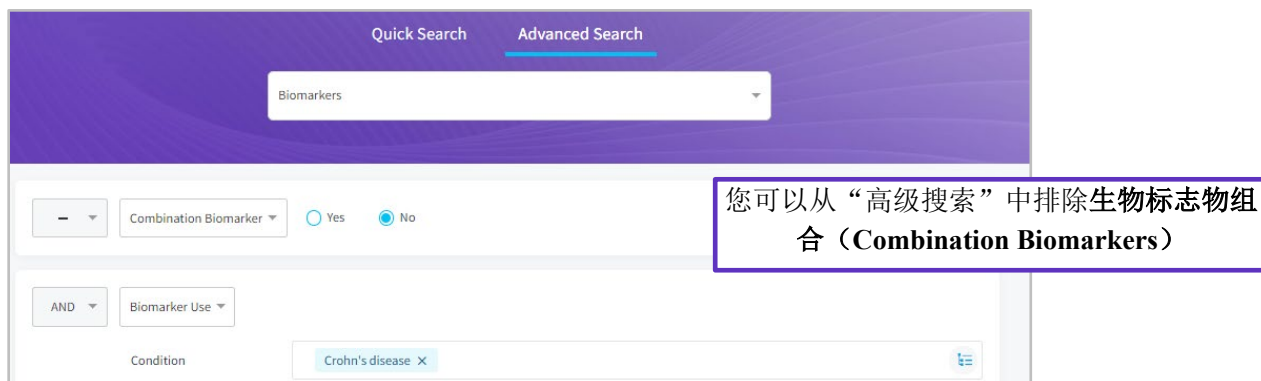 Quick Search Advanced Search
Biomarkers
– Combination Biomarker Yes No
您可以从“高级搜索”中排除生物标志物组
合（Combination Biomarkers）
AND Biomarker Use
Condition Crohn's disease ×